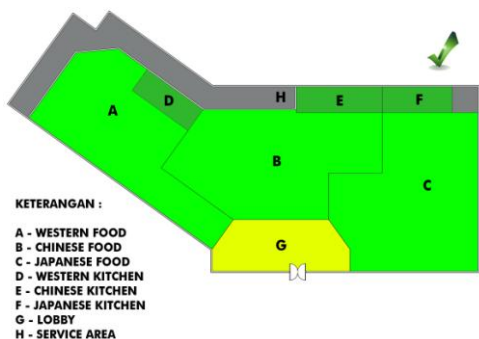 D
H
E
F
A
B
C
G
KETERANGAN :
A - WESTERN FOOD
B - CHINESE FOOD
C - JAPANESE FOOD
D - WESTERN KITCHEN
E - CHINESE KITCHEN
F - JAPANESE KITCHEN
G - LOBBY
H - SERVICE AREA